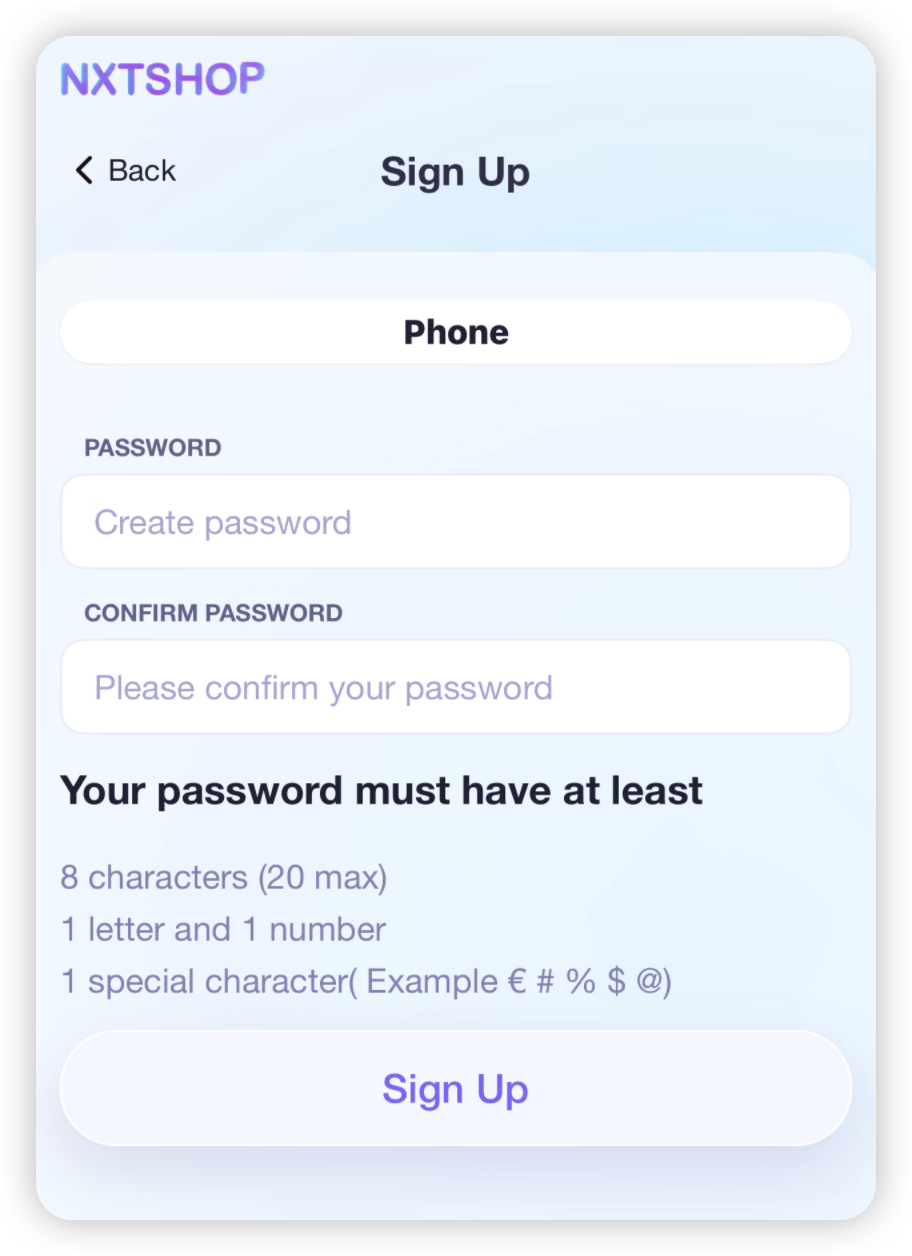 NXTSHOP
Back
Sign Up
Phone
PASSWORD
Create password
CONFIRM PASSWORD
Please confirm your password
Your password must have at least
8 characters (20 max)
1 letter and 1 number
1 special character( Example € # % $ @)
Sign Up